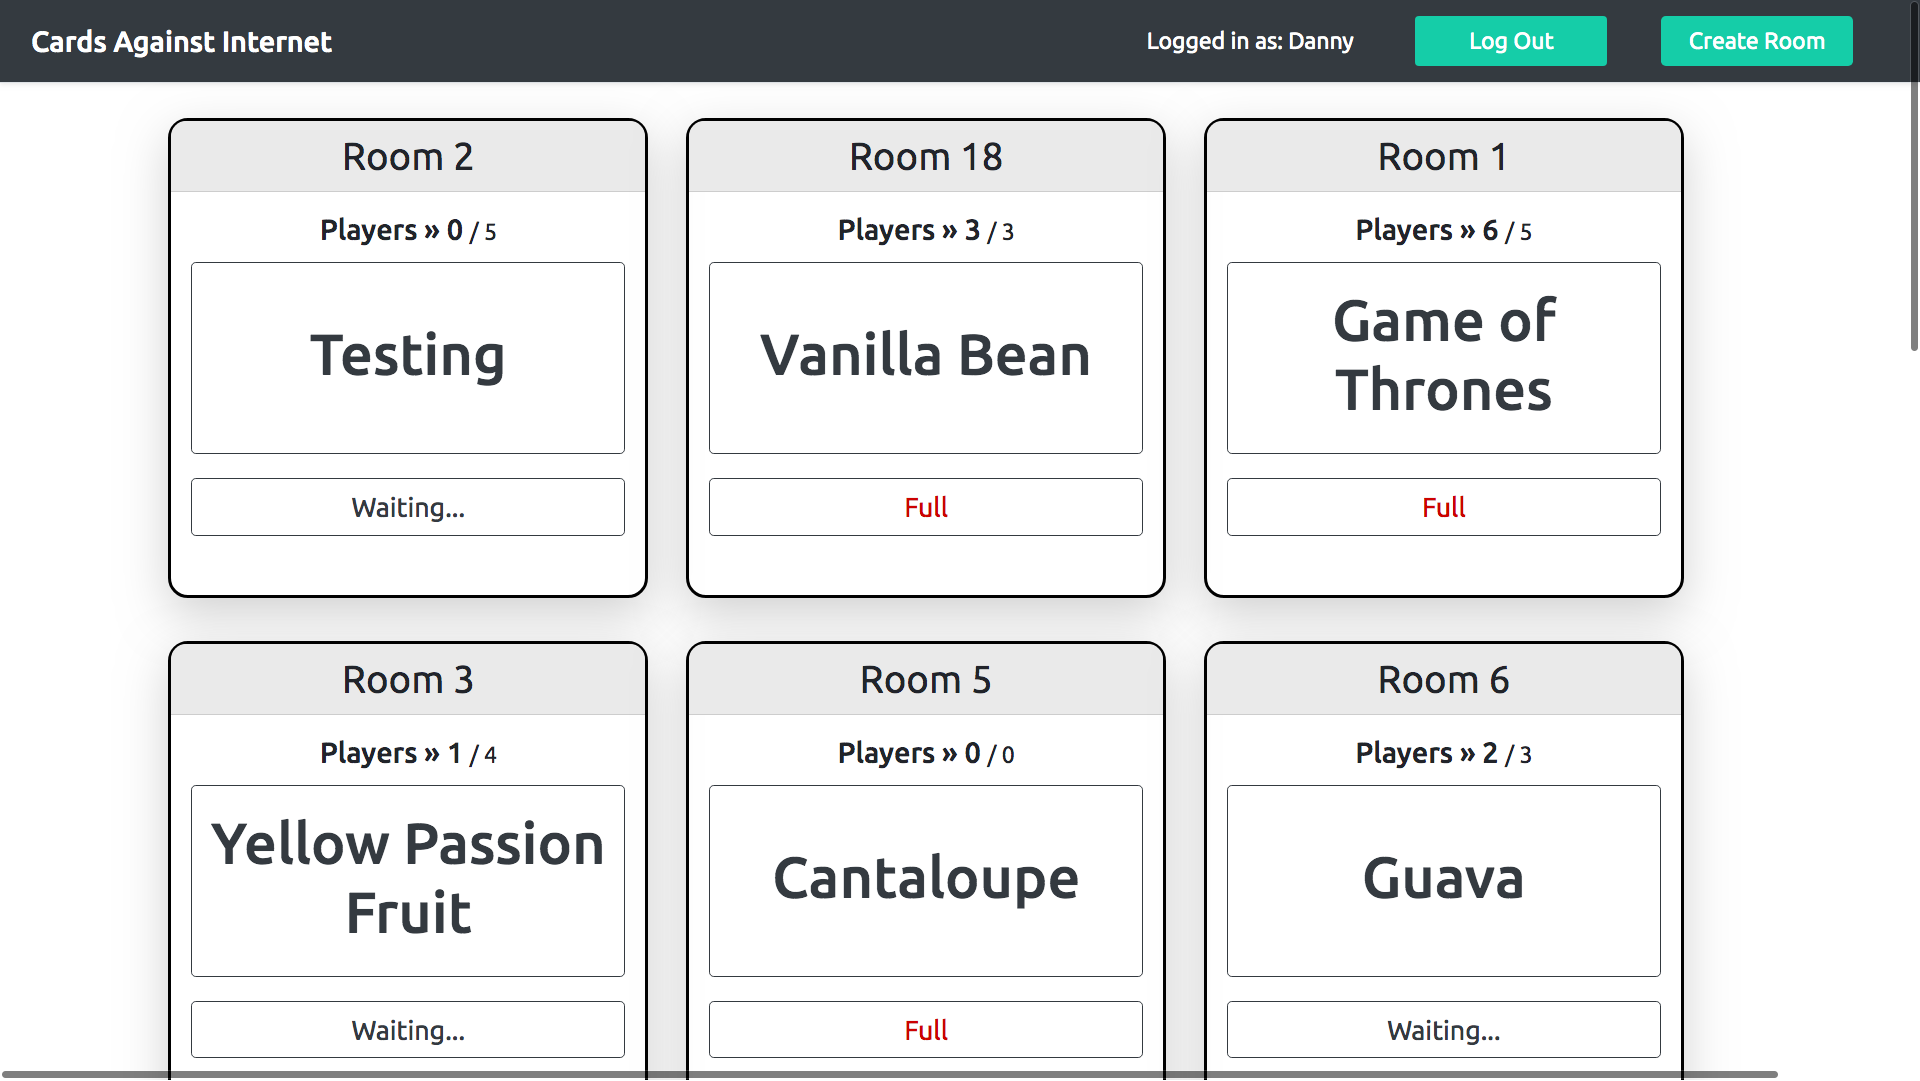 Cards Against Internet
Logged in as: Danny
Log Out
Create Room
Room 2
Players » 0 / 5
Testing
Waiting...
Room 18
Players » 3 / 3
Vanilla Bean
Full
Room 1
Players » 6 / 5
Game of
Thrones
Full
Room 3
Players » 1 / 4
Yellow Passion
Fruit
Waiting...
Room 5
Players » 0 / 0
Cantaloupe
Full
Room 6
Players » 2 / 3
Guava
Waiting...